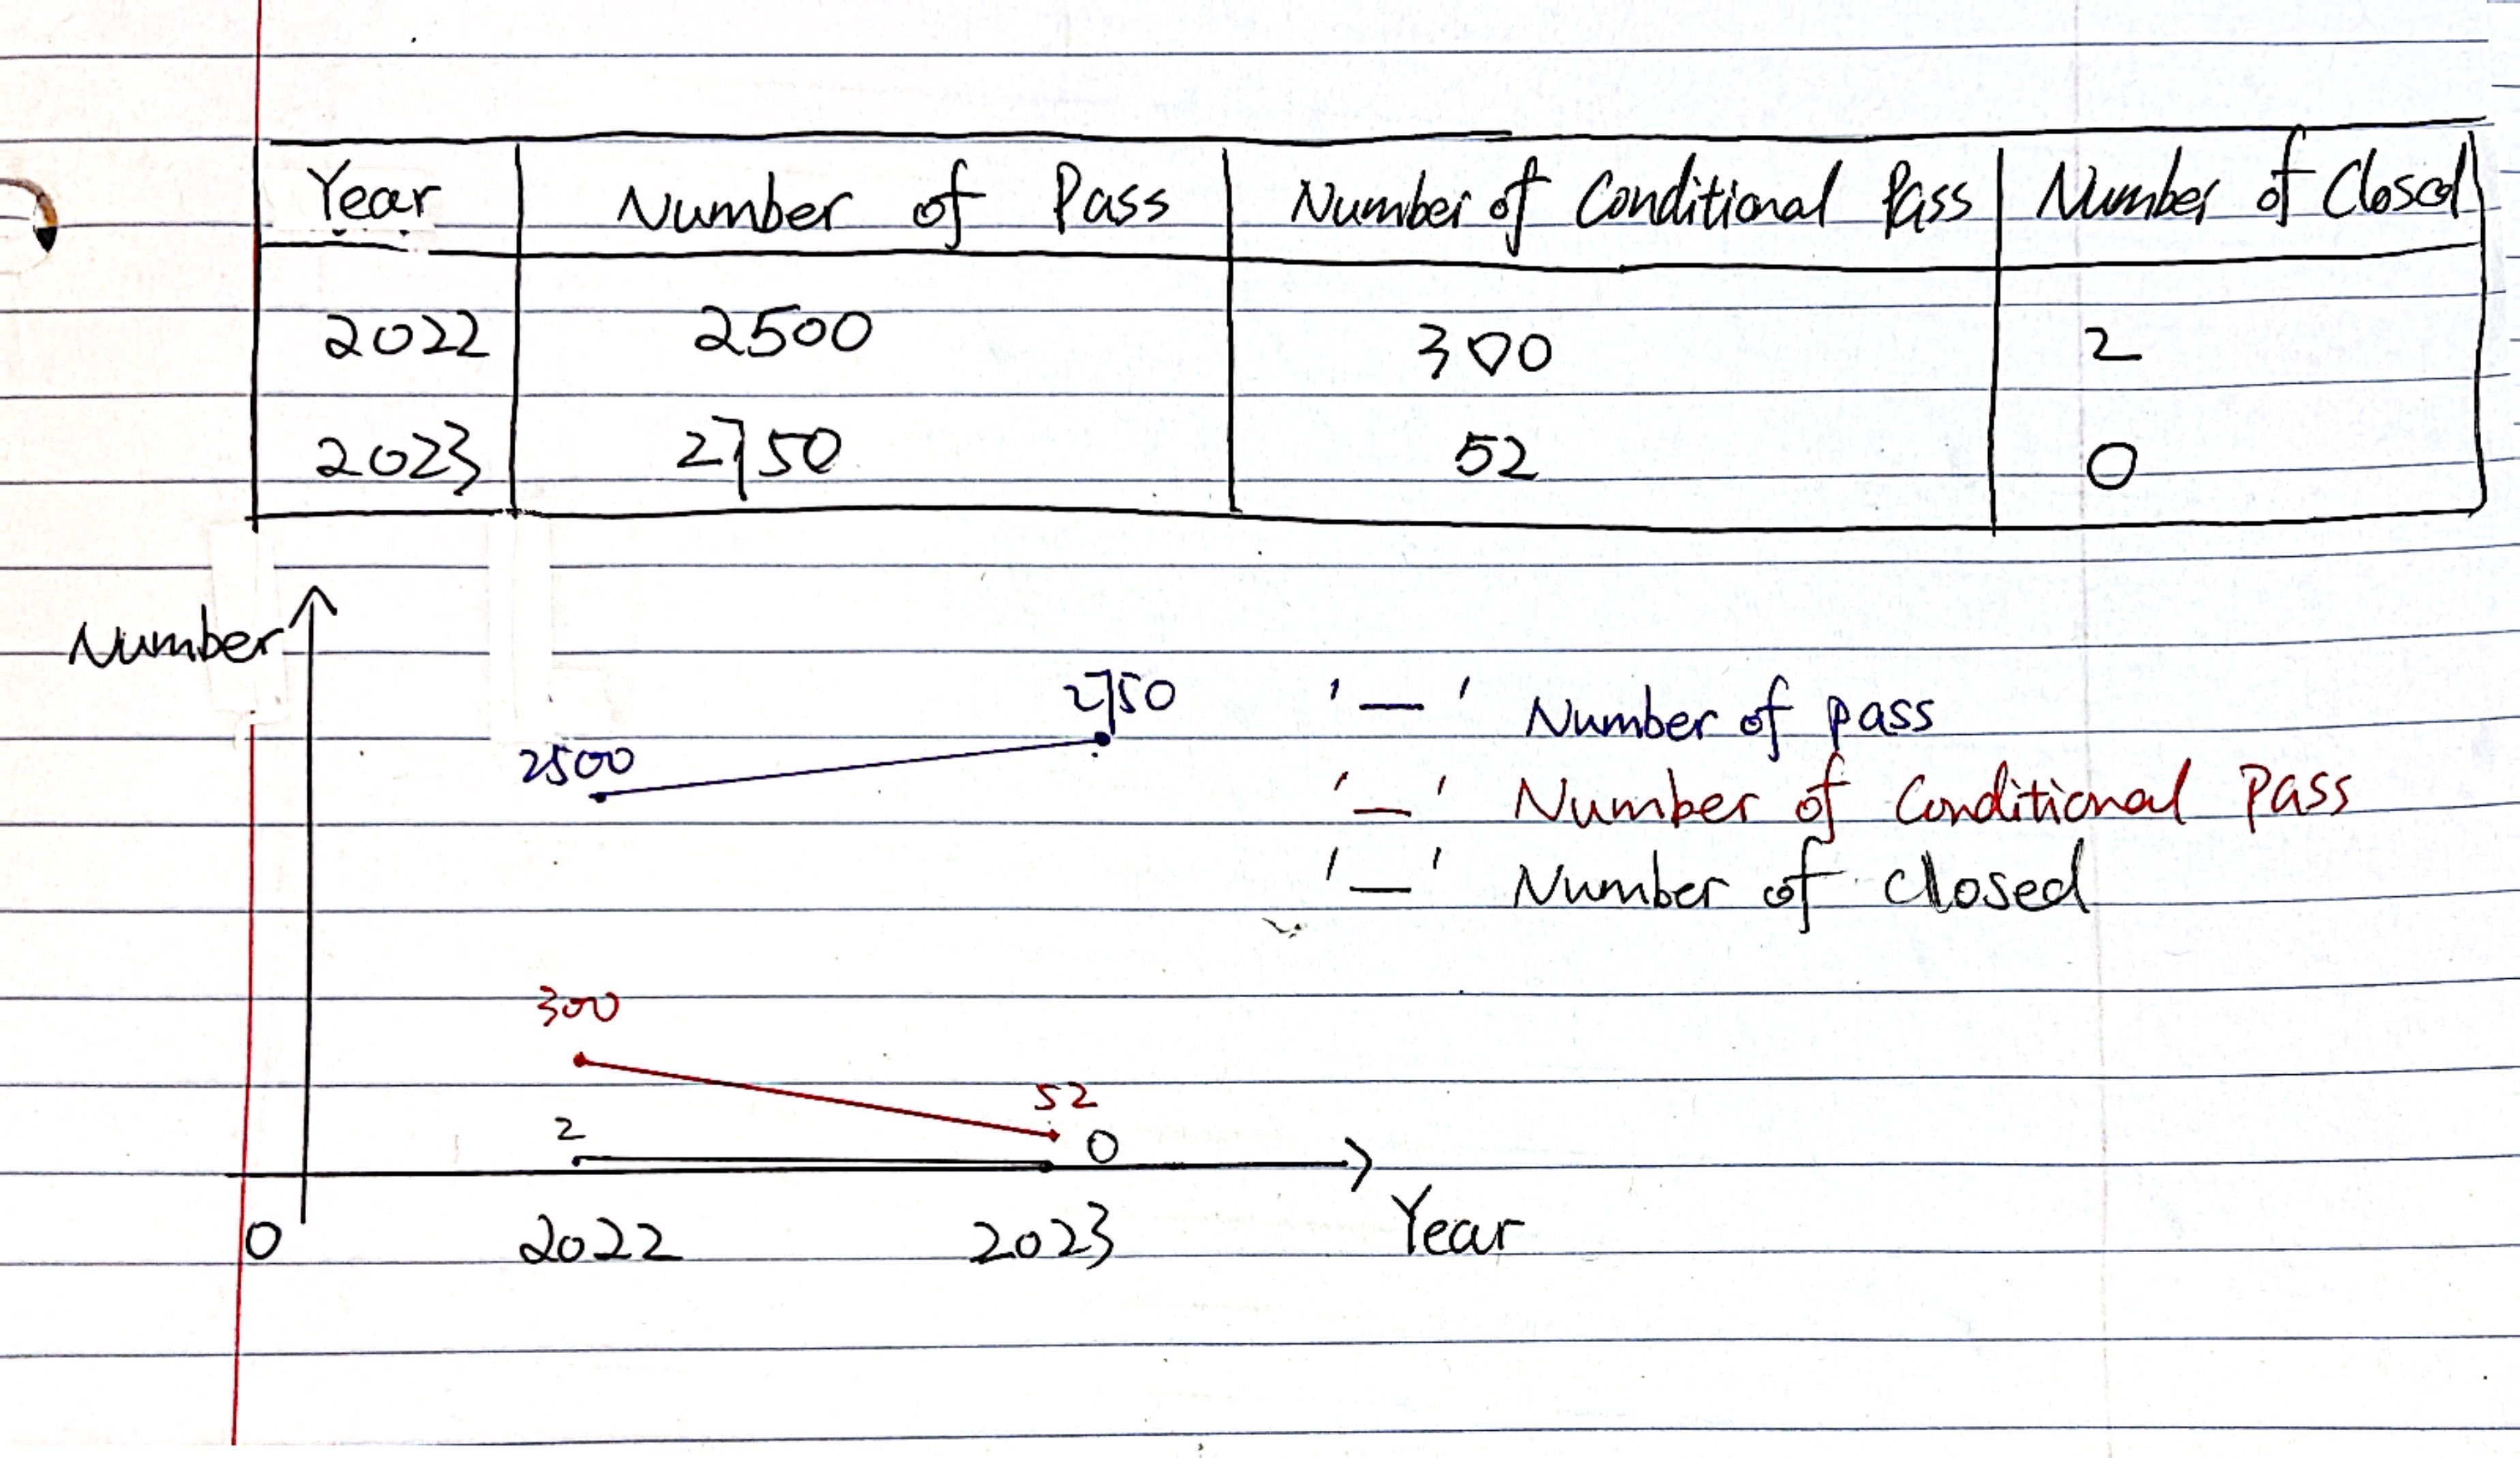 Year Number of Pass Number of Conditional Pass Number of Closed
2022 2500 300 2
2023 2750 52 0
Number
2750
2500
'—' Number of pass
'—' Number of Conditional Pass
'—' Number of Closed
300
52
2
0
0 2022 2023 Year